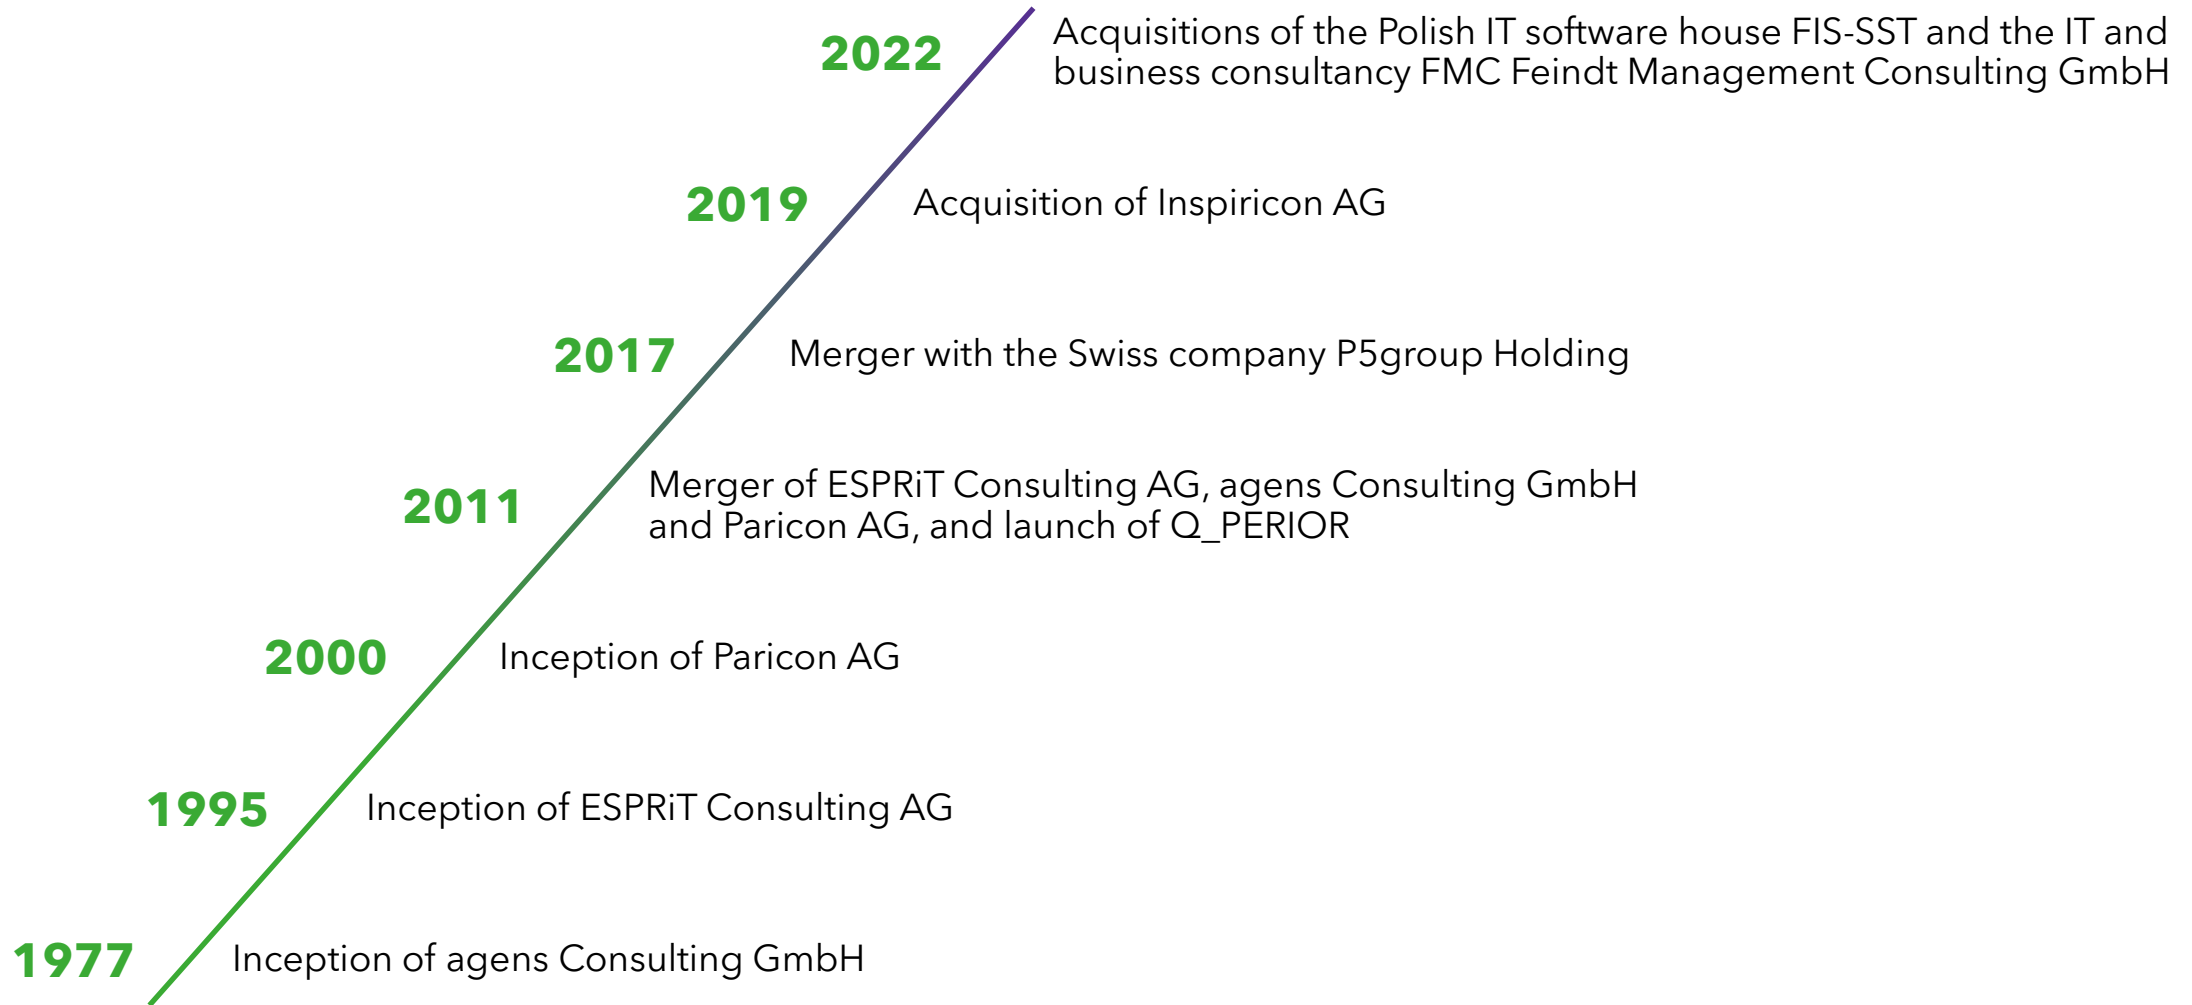 2022
Acquisitions of the Polish IT software house FIS-SST and the IT and
business consultancy FMC Feindt Management Consulting GmbH
2019
Acquisition of Inspiricon AG
2017
Merger with the Swiss company P5group Holding
2011
Merger of ESPRiT Consulting AG, agens Consulting GmbH
and Paricon AG, and launch of Q_PERIOR
2000
Inception of Paricon AG
1995
Inception of ESPRiT Consulting AG
1977
Inception of agens Consulting GmbH